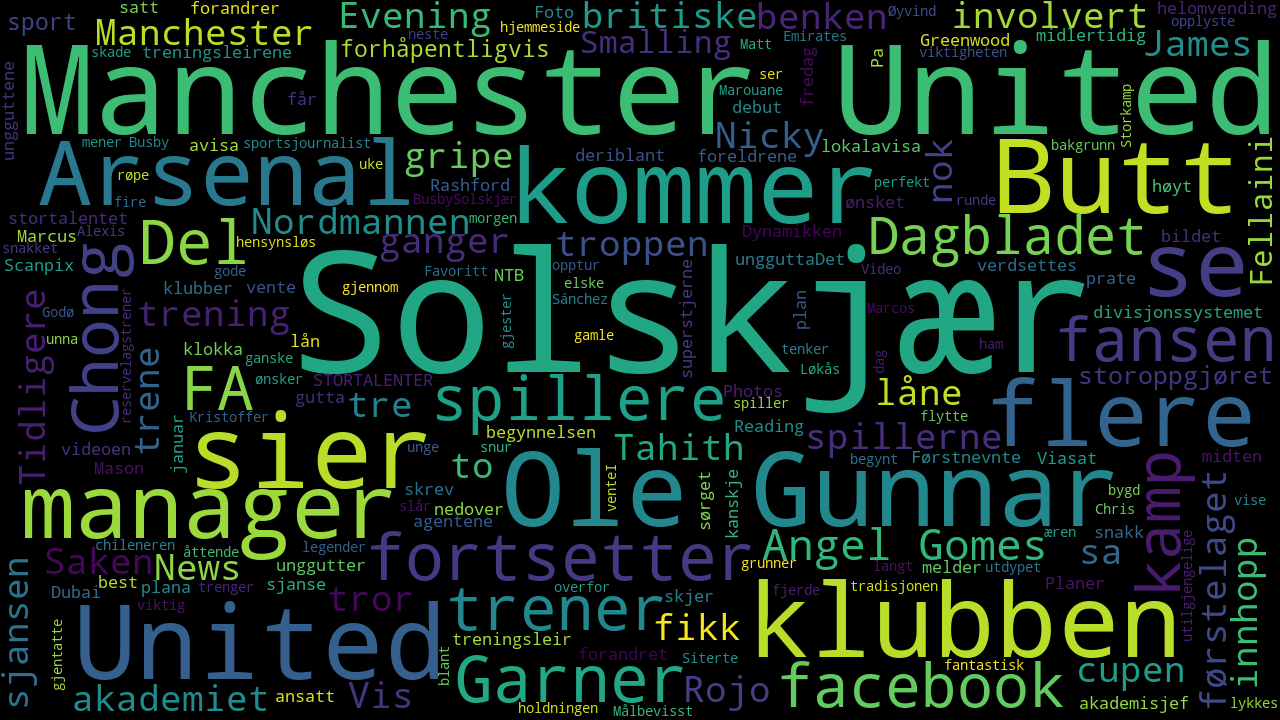 satt
forandrer
Evening
Foto
britiske
benken
Øyvind
involvert
helomvending
sport
Manchester
neste
hjemmeside
opplyste
skade
treningsleirene
forhåpentligvis
Smalling
Matt
Emirates
midlertidig
Greenwood
viktigheten
James
Pa
Manchester United
ungguttene
får
ser
Marouane
debut
fredag
storkamp
mener
Busby
avisa
sportsjournalist
Arsenal
uke
røpe
fire
gripe
deriblant
foreldrene
Nicky
lokalavisa
nok
bakgrunn
Butt
høyt
Fellaini
Rashford
BusbySolskjær
kommer
perfekt
ønsket
runde
stortalentet
Alexis
Marcus
snakket
Scanpix
Chong
Del
Nordmannen
morgen
hensynsløs
ganger
troppen
Dynamikken
ungguttaDet
Dagbladet
bildet
se
verdsettes
prate
klubber
vente
gode
gjennom
Favoritt
NTB
opptur
elske
Sánchez
superstjerne
Video
Marcos
plan
divisjonssystemet
Godø
unna
Tidligere
reservelagstrener
trening
Solskjær
gjester
gamle
lån
klokka
ganske
tenker
Løkås
dag
ham
fansen
trene
FA
ønsker
STORTALENTER
gutta
tre
spillere
Photos
spiller
låne
storoppgjøret
flytte
flere
Kristoffer
begynnelsen
Reading
videoen
Mason
januar
sier
unge
snur
Tahith
spillerne
begynt
Førstnevnte
Viasat
midten
to
skrev
Ole Gunnar
venteI
sørget
kanskje
kamp
bygd
Chris
vise
manager
slår
nedover
agentene
æren
snakk
førstelaget
chileneren
åttende
legender
fortsetter
grunner
Angel Gomes
sa
Saken
News
unggutter
melder
utdypet
langt
utilgjengelige
innhopp
sjansen
Dubai
best
plana
trenger
sjanse
viktig
overfor
skjer
fjerde
tradisjonen
Planer
tror
trener
klubben
gjentatte
United
fikk
treningsleir
forandret
Siterte
fantastisk
blant
cupen
akademiet
ansatt
Vis
Garner
Rojo
facebook
akademisjef
lykkes
holdningen
Målbevisst